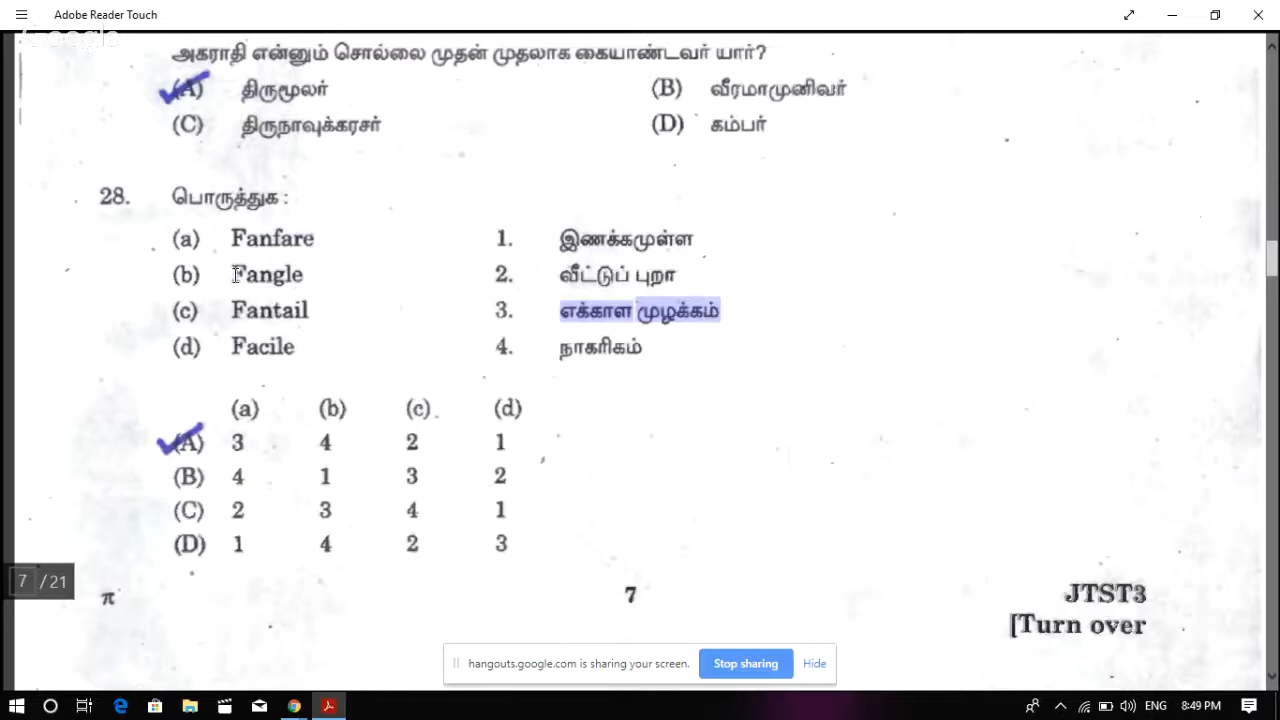 Adobe Reader Touch
Google
அகராதி என்னும் சொல்லை முதன் முதலாக கையாண்டவர் யார்?
(A) திருமூலர் (B) வீரமாமுனிவர்
(C) திருநாவுக்கரசர் (D) கம்பர்
28. பொருத்துக :
(a) Fanfare 1. இணக்கமுள்ள
(b) Fangle 2. வீட்டுப் புறா
(c) Fantail 3. எக்காள முழக்கம்
(d) Facile 4. நாகரிகம்
(a) (b) (c) (d)
(A) 3 4 2 1
(B) 4 1 3 2
(C) 2 3 4 1
(D) 1 4 2 3
7 / 21
π 7 JTST3
[Turn over
hangouts.google.com is sharing your screen. Stop sharing Hide
ENG 8:49 PM